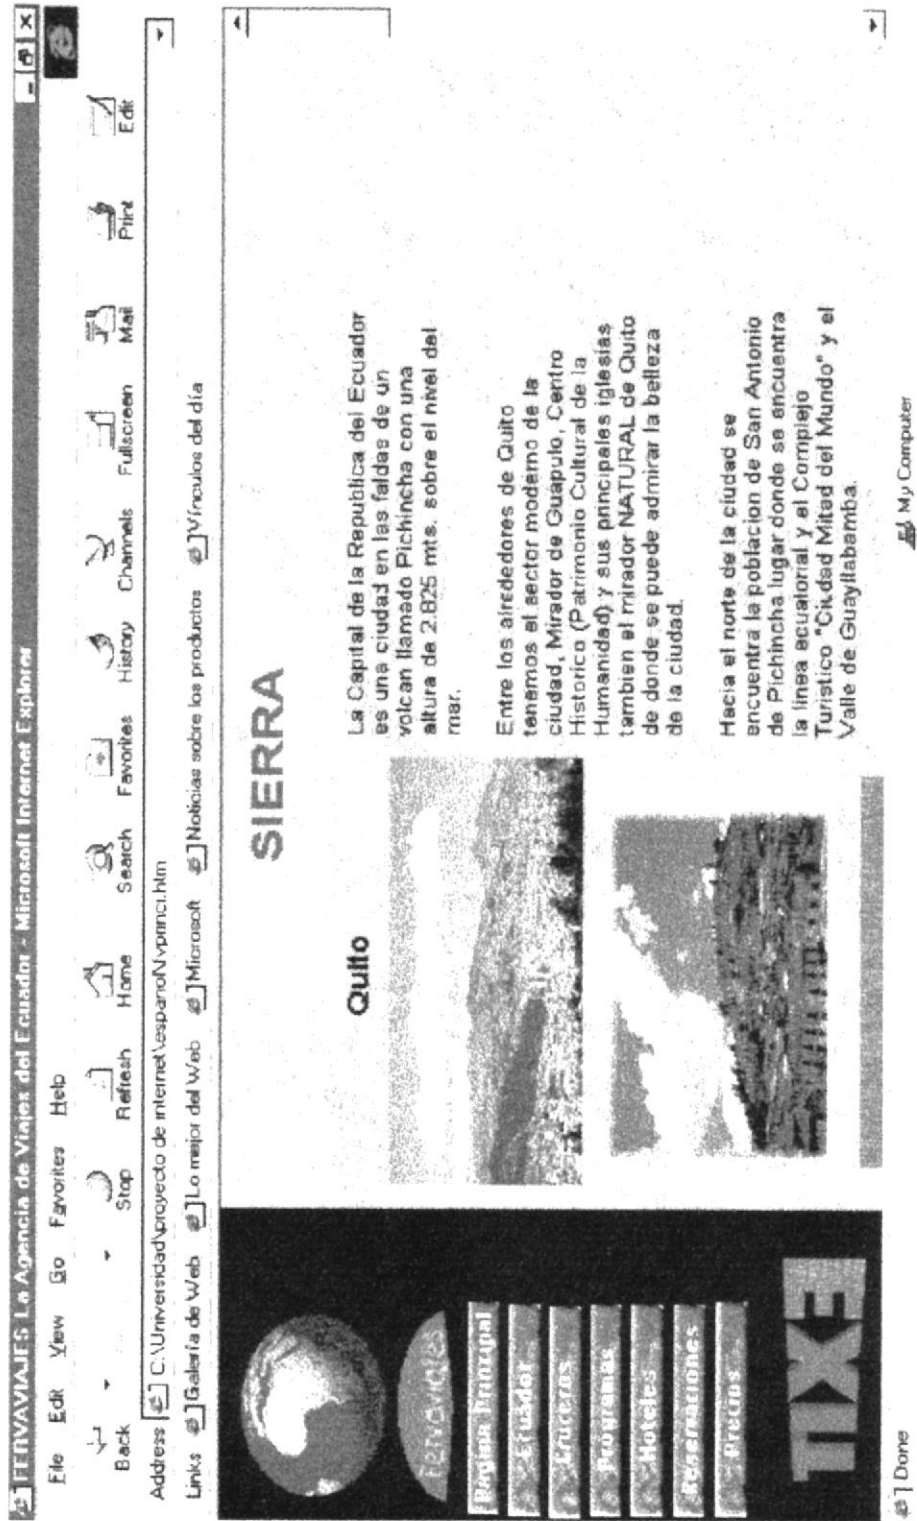 FERVAVIAJES La Agencia de Viajes del Ecuador - Microsoft Internet Explorer
File Edit View Go Favorites Help
Back Stop Refresh Home Search Favorites History Channels Fullscreen Mail Print Edit
Address C:\Universidad\proyecto de internet\espanol\vprinci.htm
Links Galería de Web Lo mejor del Web Microsoft Noticias sobre los productos Vínculos del día
Pagina Principal
Ecuador
Cruceros
Programas
Hoteles
Reservaciones
Precios
EXIT
SIERRA
Quito
La Capital de la Republica del Ecuador
es una ciudad en las faldas de un
volcan llamado Pichincha con una
altura de 2.825 mts. sobre el nivel del
mar.
Entre los alrededores de Quito
tenemos el sector moderno de la
ciudad, Mirador de Guapulo, Centro
Historico (Patrimonio Cultural de la
Humanidad) y sus principales iglesias
tambien el mirador NATURAL de Quito
de donde se puede admirar la belleza
de la ciudad.
Hacia el norte de la ciudad se
encuentra la poblacion de San Antonio
de Pichincha lugar donde se encuentra
la linea ecuatorial y el Complejo
Turistico "Ciudad Mitad del Mundo" y el
Valle de Guayllabamba.
Done
My Computer